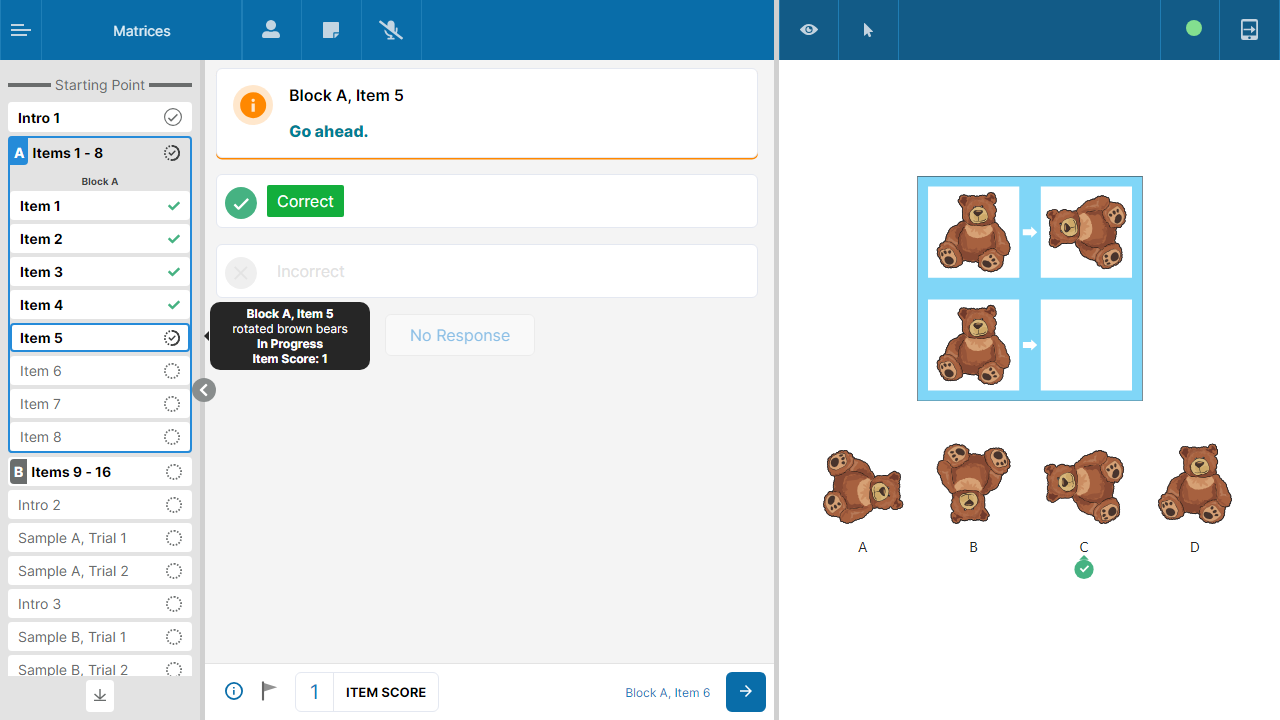 Matrices
Starting Point
Intro 1
A Items 1 - 8
Block A
Item 1
Item 2
Item 3
Item 4
Item 5
Item 6
Item 7
Item 8
B Items 9 - 16
Intro 2
Sample A, Trial 1
Sample A, Trial 2
Intro 3
Sample B, Trial 1
Sample B, Trial 2
Block A, Item 5
Go ahead.
Correct
Incorrect
Block A, Item 5
rotated brown bears
In Progress
Item Score: 1
No Response
1 ITEM SCORE
Block A, Item 6
A B C D